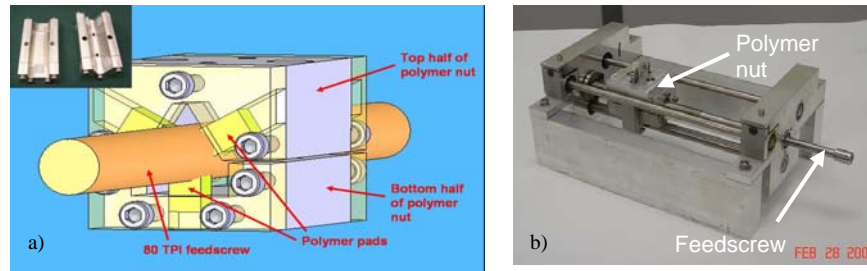 Top half of
polymer nut
Bottom half
of polymer
nut
Polymer pads
80 TPI feedscrew
a)
Polymer
nut
Feedscrew
FEB 28 200
b)